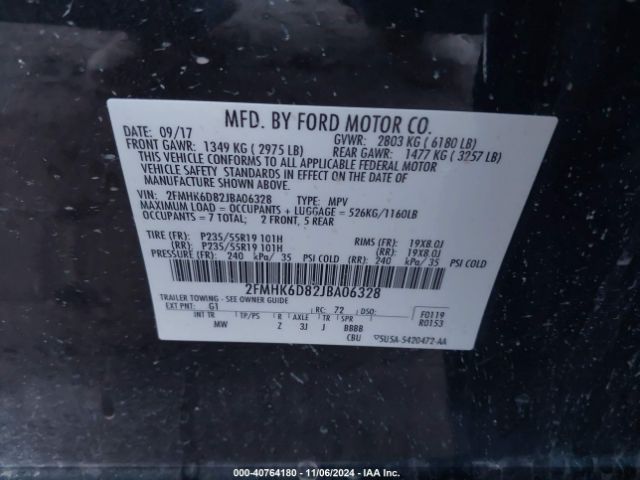 MFD. BY FORD MOTOR CO.
DATE: 09/17 GVWR: 2803 KG ( 6180 LB)
FRONT GAWR: 1349 KG ( 2975 LB) REAR GAWR: 1477 KG ( 3257 LB)
THIS VEHICLE CONFORMS TO ALL APPLICABLE FEDERAL MOTOR
VEHICLE SAFETY STANDARDS IN EFFECT ON THE DATE OF
MANUFACTURE SHOWN ABOVE.
VIN: 2FMHK6D82JBA06328 TYPE: MPV
MAXIMUM LOAD = OCCUPANTS + LUGGAGE = 526KG/1160LB
OCCUPANTS = 7 TOTAL; 2 FRONT, 5 REAR
TIRE (FR): P235/55R19 101H RIMS (FR): 19X8.0J
(RR): P235/55R19 101H (RR): 19X8.0J
PRESSURE (FR): 240 kPa/ 35 PSI COLD (RR): 240 kPa/ 35 PSI COLD
2FMHK6D82JBA06328
TRAILER TOWING - SEE OWNER GUIDE
EXT PNT: G1 RC: 72 DSO: F0119
INT TR TP/PS R AXLE TR SPR R0153
MW Z 3J J BBBB
CBU 5U5A-5420472-AA
000-40764180 - 11/06/2024 - IAA Inc.